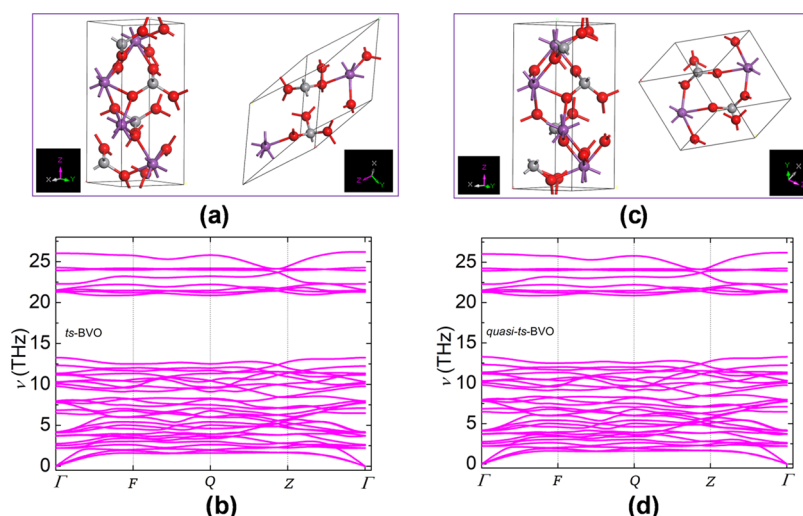 Z
X Y
X
Z Y
Z
X Y
Y X
Z
(a)
(c)
25
20
15
10
5
0
ν (THz)
ts-BVO
Γ F Q Z Γ
(b)
25
20
15
10
5
0
ν (THz)
quasi-ts-BVO
Γ F Q Z Γ
(d)